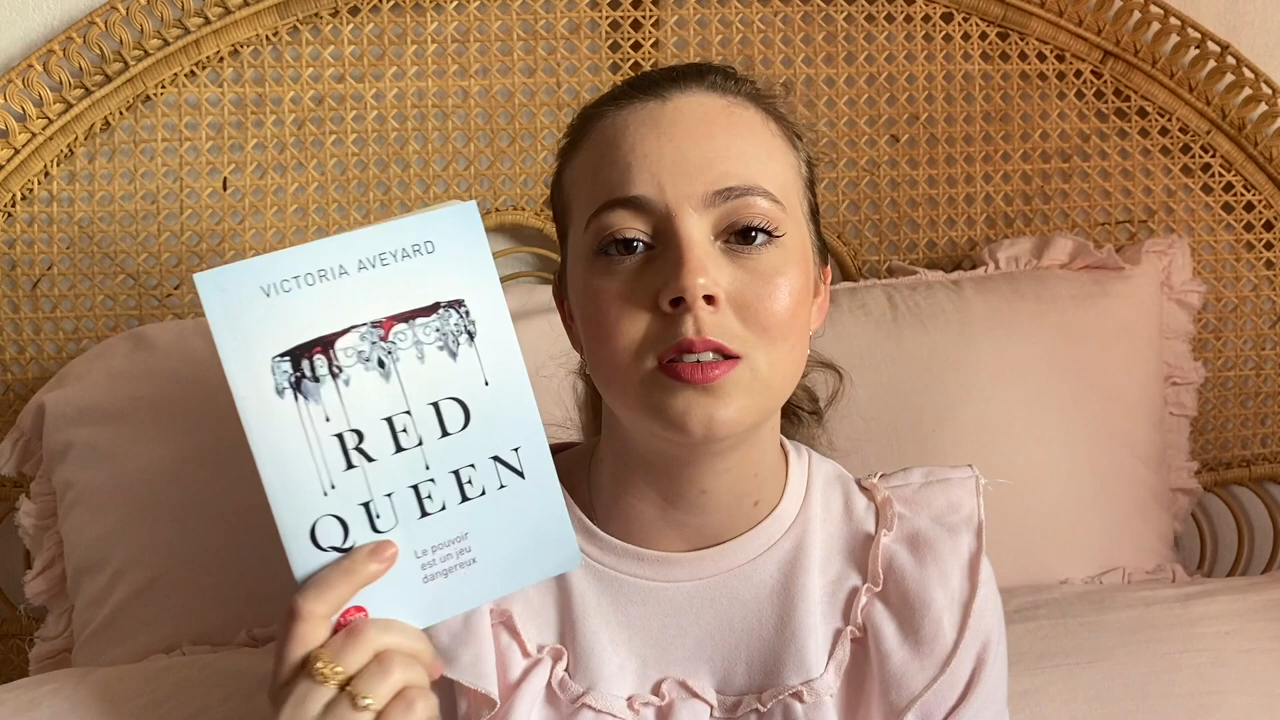 VICTORIA AVEYARD
RED
QUEEN
Le pouvoir
est un jeu
dangereux